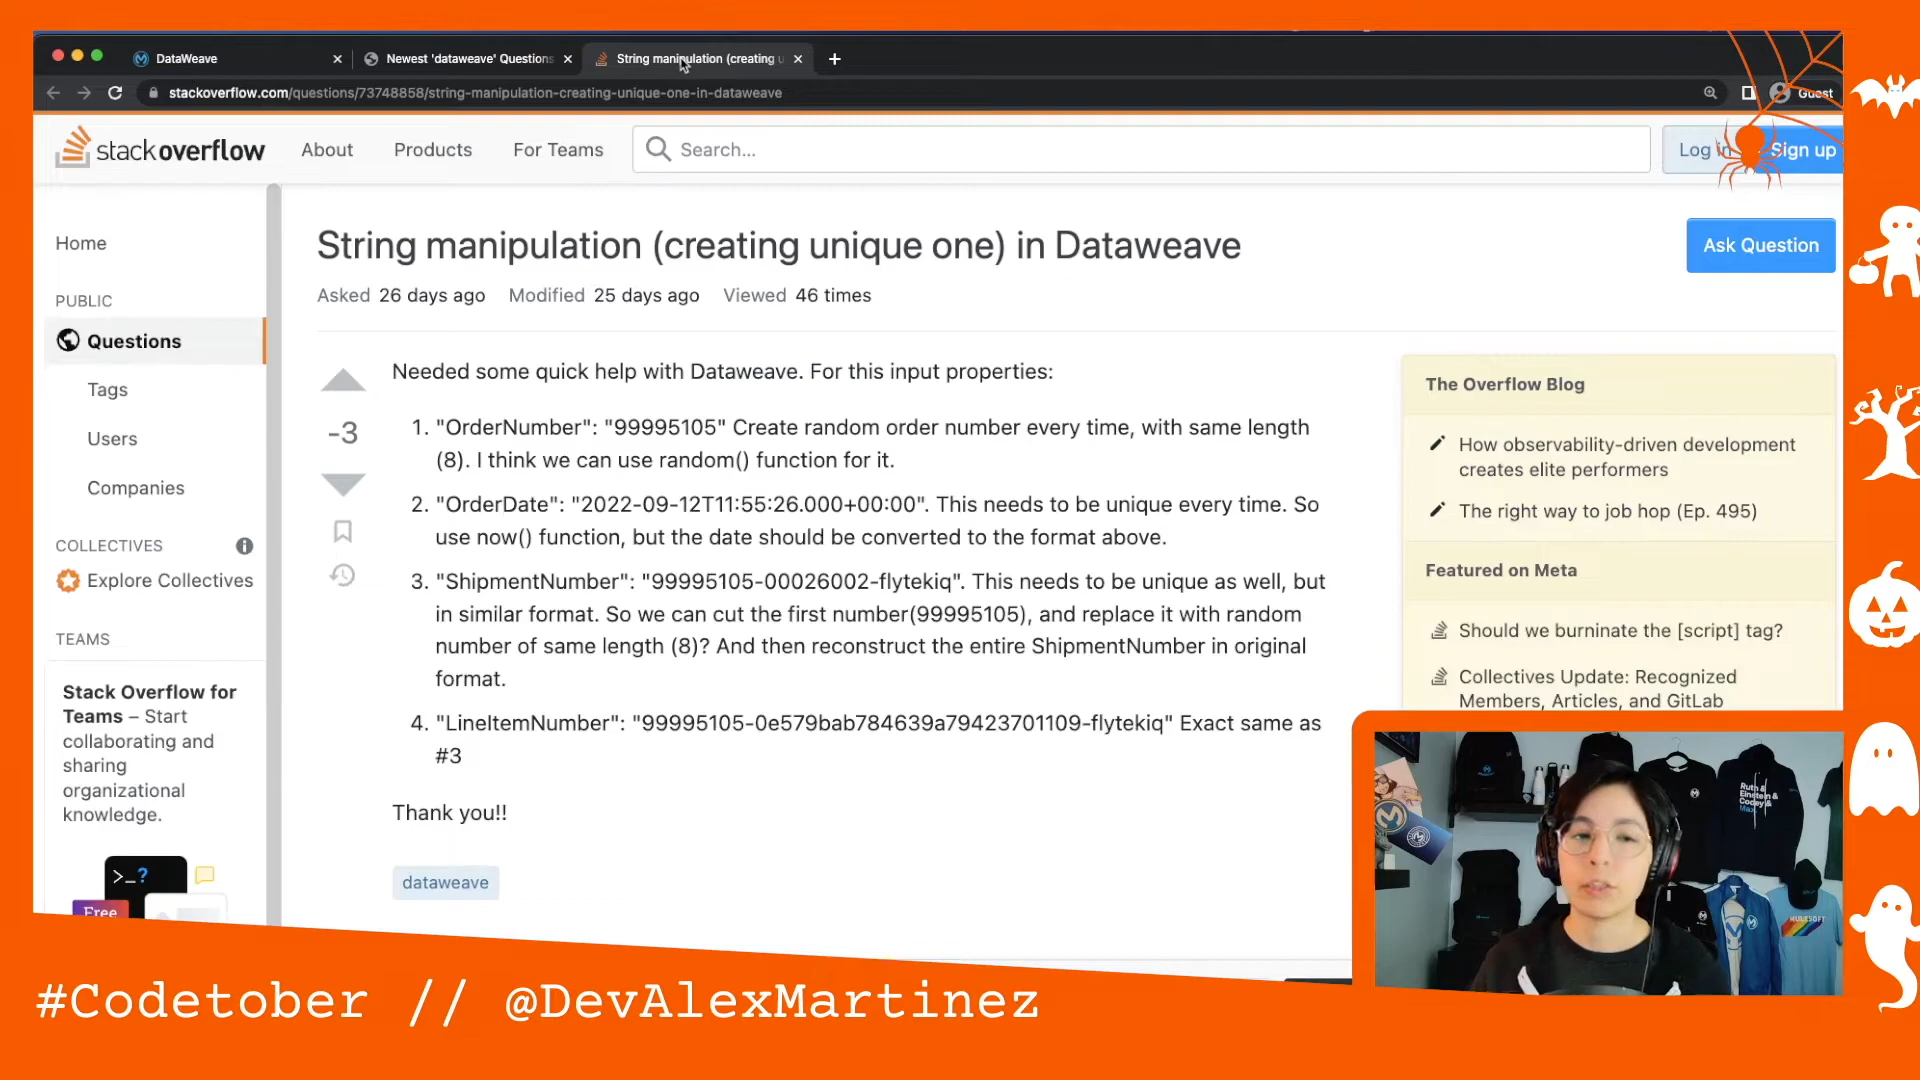 DataWeave
Newest 'dataweave' Questions
String manipulation (creating u
stackoverflow.com/questions/73748858/string-manipulation-creating-unique-one-in-dataweave
Guest
stackoverflow
About
Products
For Teams
Search...
Log in
Sign up
Home
PUBLIC
Questions
Tags
Users
Companies
COLLECTIVES
Explore Collectives
TEAMS
Stack Overflow for
Teams – Start
collaborating and
sharing
organizational
knowledge.
>_?
Free
String manipulation (creating unique one) in Dataweave
Ask Question
Asked 26 days ago Modified 25 days ago Viewed 46 times
-3
Needed some quick help with Dataweave. For this input properties:
1. "OrderNumber": "99995105" Create random order number every time, with same length
(8). I think we can use random() function for it.
2. "OrderDate": "2022-09-12T11:55:26.000+00:00". This needs to be unique every time. So
use now() function, but the date should be converted to the format above.
3. "ShipmentNumber": "99995105-00026002-flytekiq". This needs to be unique as well, but
in similar format. So we can cut the first number(99995105), and replace it with random
number of same length (8)? And then reconstruct the entire ShipmentNumber in original
format.
4. "LineItemNumber": "99995105-0e579bab784639a79423701109-flytekiq" Exact same as
#3
Thank you!!
dataweave
The Overflow Blog
How observability-driven development
creates elite performers
The right way to job hop (Ep. 495)
Featured on Meta
Should we burninate the [script] tag?
Collectives Update: Recognized
Members, Articles, and GitLab
Ruth &
Einstein &
Codey &
Max
MULESOFT
#Codetober // @DevAlexMartinez